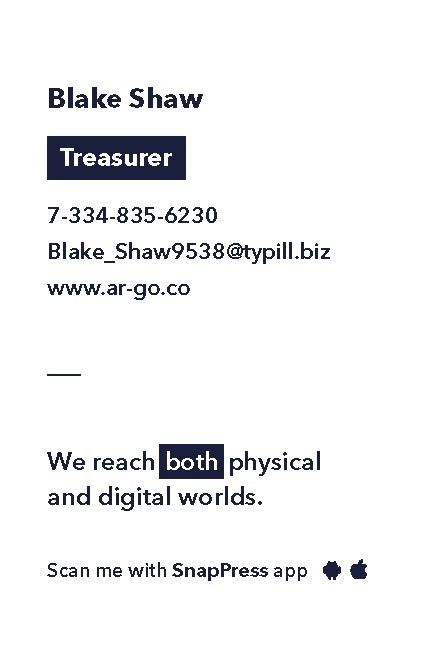 Blake Shaw
Treasurer
7-334-835-6230
Blake_Shaw9538@typill.biz
www.ar-go.co
We reach both physical
and digital worlds.
Scan me with SnapPress app